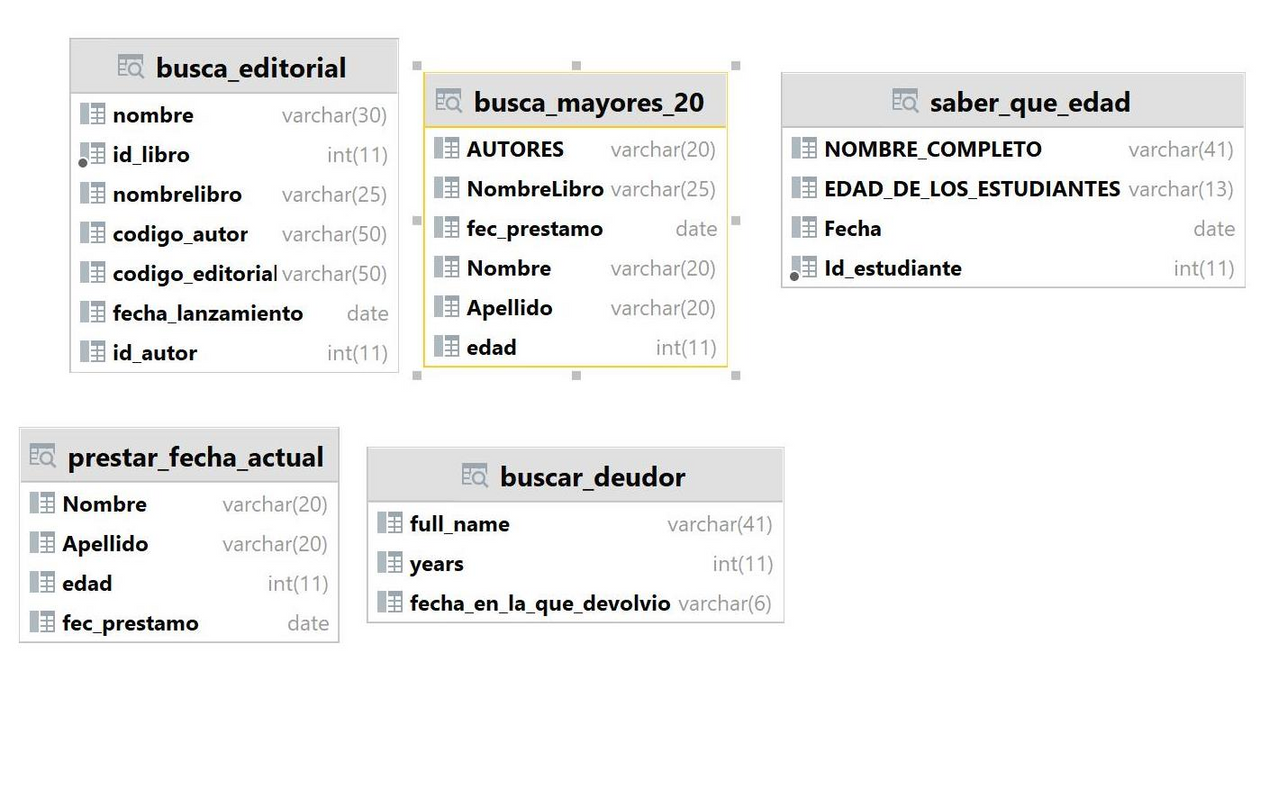 busca_editorial
nombre varchar(30)
id_libro int(11)
nombrelibro varchar(25)
codigo_autor varchar(50)
codigo_editorial varchar(50)
fecha_lanzamiento date
id_autor int(11)
busca_mayores_20
AUTORES varchar(20)
NombreLibro varchar(25)
fec_prestamo date
Nombre varchar(20)
Apellido varchar(20)
edad int(11)
saber_que_edad
NOMBRE_COMPLETO varchar(41)
EDAD_DE_LOS_ESTUDIANTES varchar(13)
Fecha date
Id_estudiante int(11)
prestar_fecha_actual
Nombre varchar(20)
Apellido varchar(20)
edad int(11)
fec_prestamo date
buscar_deudor
full_name varchar(41)
years int(11)
fecha_en_la_que_devolvio varchar(6)